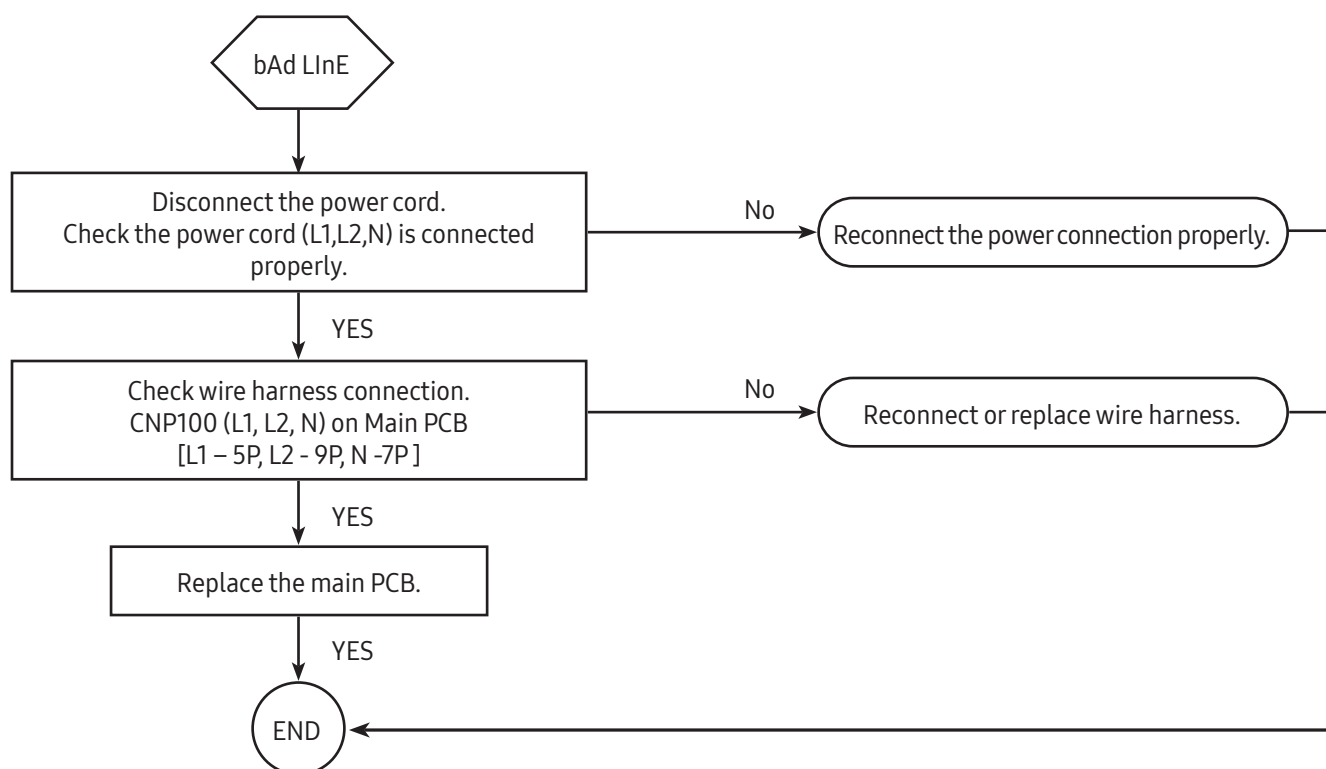 bAd LInE
Disconnect the power cord.
Check the power cord (L1,L2,N) is connected
properly.
No
Reconnect the power connection properly.
YES
Check wire harness connection.
CNP100 (L1, L2, N) on Main PCB
[L1 – 5P, L2 - 9P, N -7P ]
No
Reconnect or replace wire harness.
YES
Replace the main PCB.
YES
END